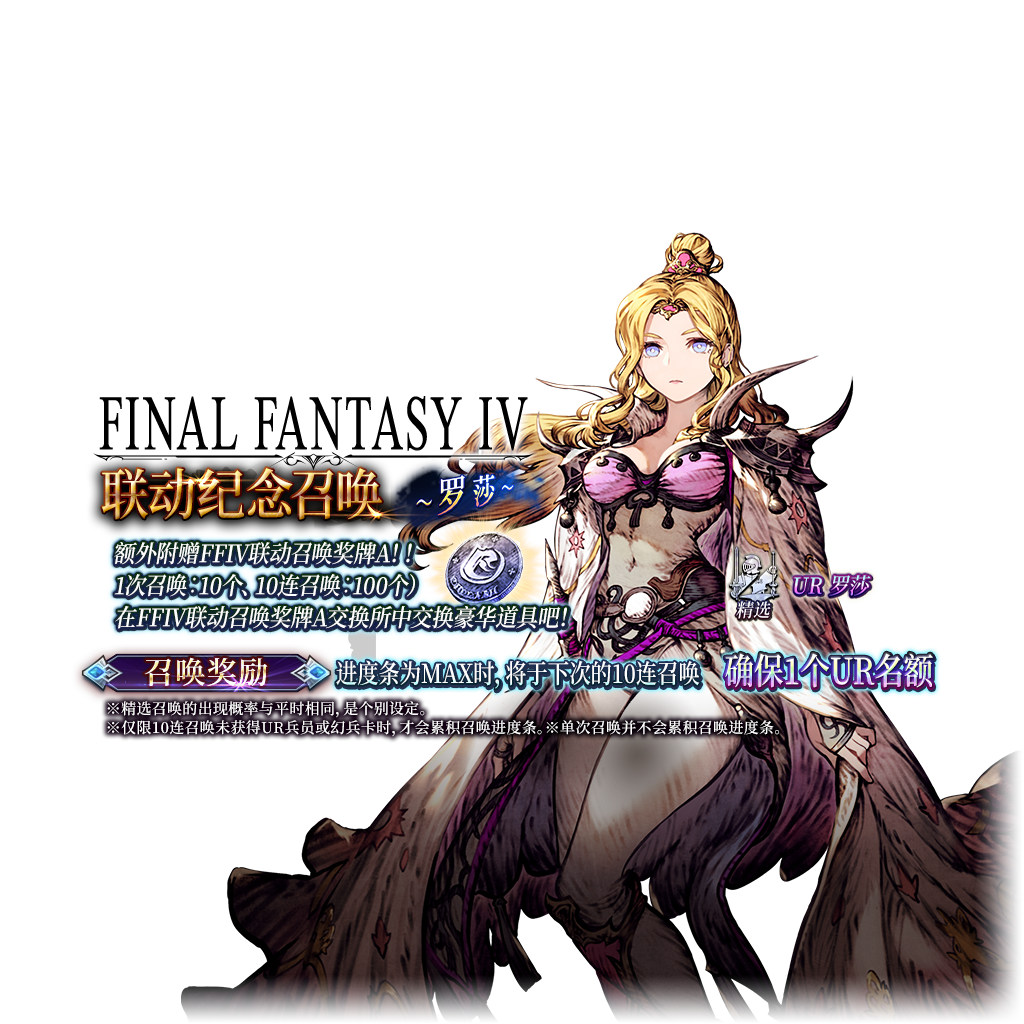 FINAL FANTASY IV
联动纪念召唤 ~罗莎~
额外附赠FFIV联动召唤奖牌A!!
1次召唤:10个、10连召唤:100个)
在FFIV联动召唤奖牌A交换所中交换豪华道具吧!
精选
UR 罗莎
召唤奖励 进度条为MAX时, 将于下次的10连召唤 确保1个UR名额
※精选召唤的出现概率与平时相同, 是个别设定。
※仅限10连召唤未获得UR兵员或幻兵卡时, 才会累积召唤进度条。※单次召唤并不会累积召唤进度条。